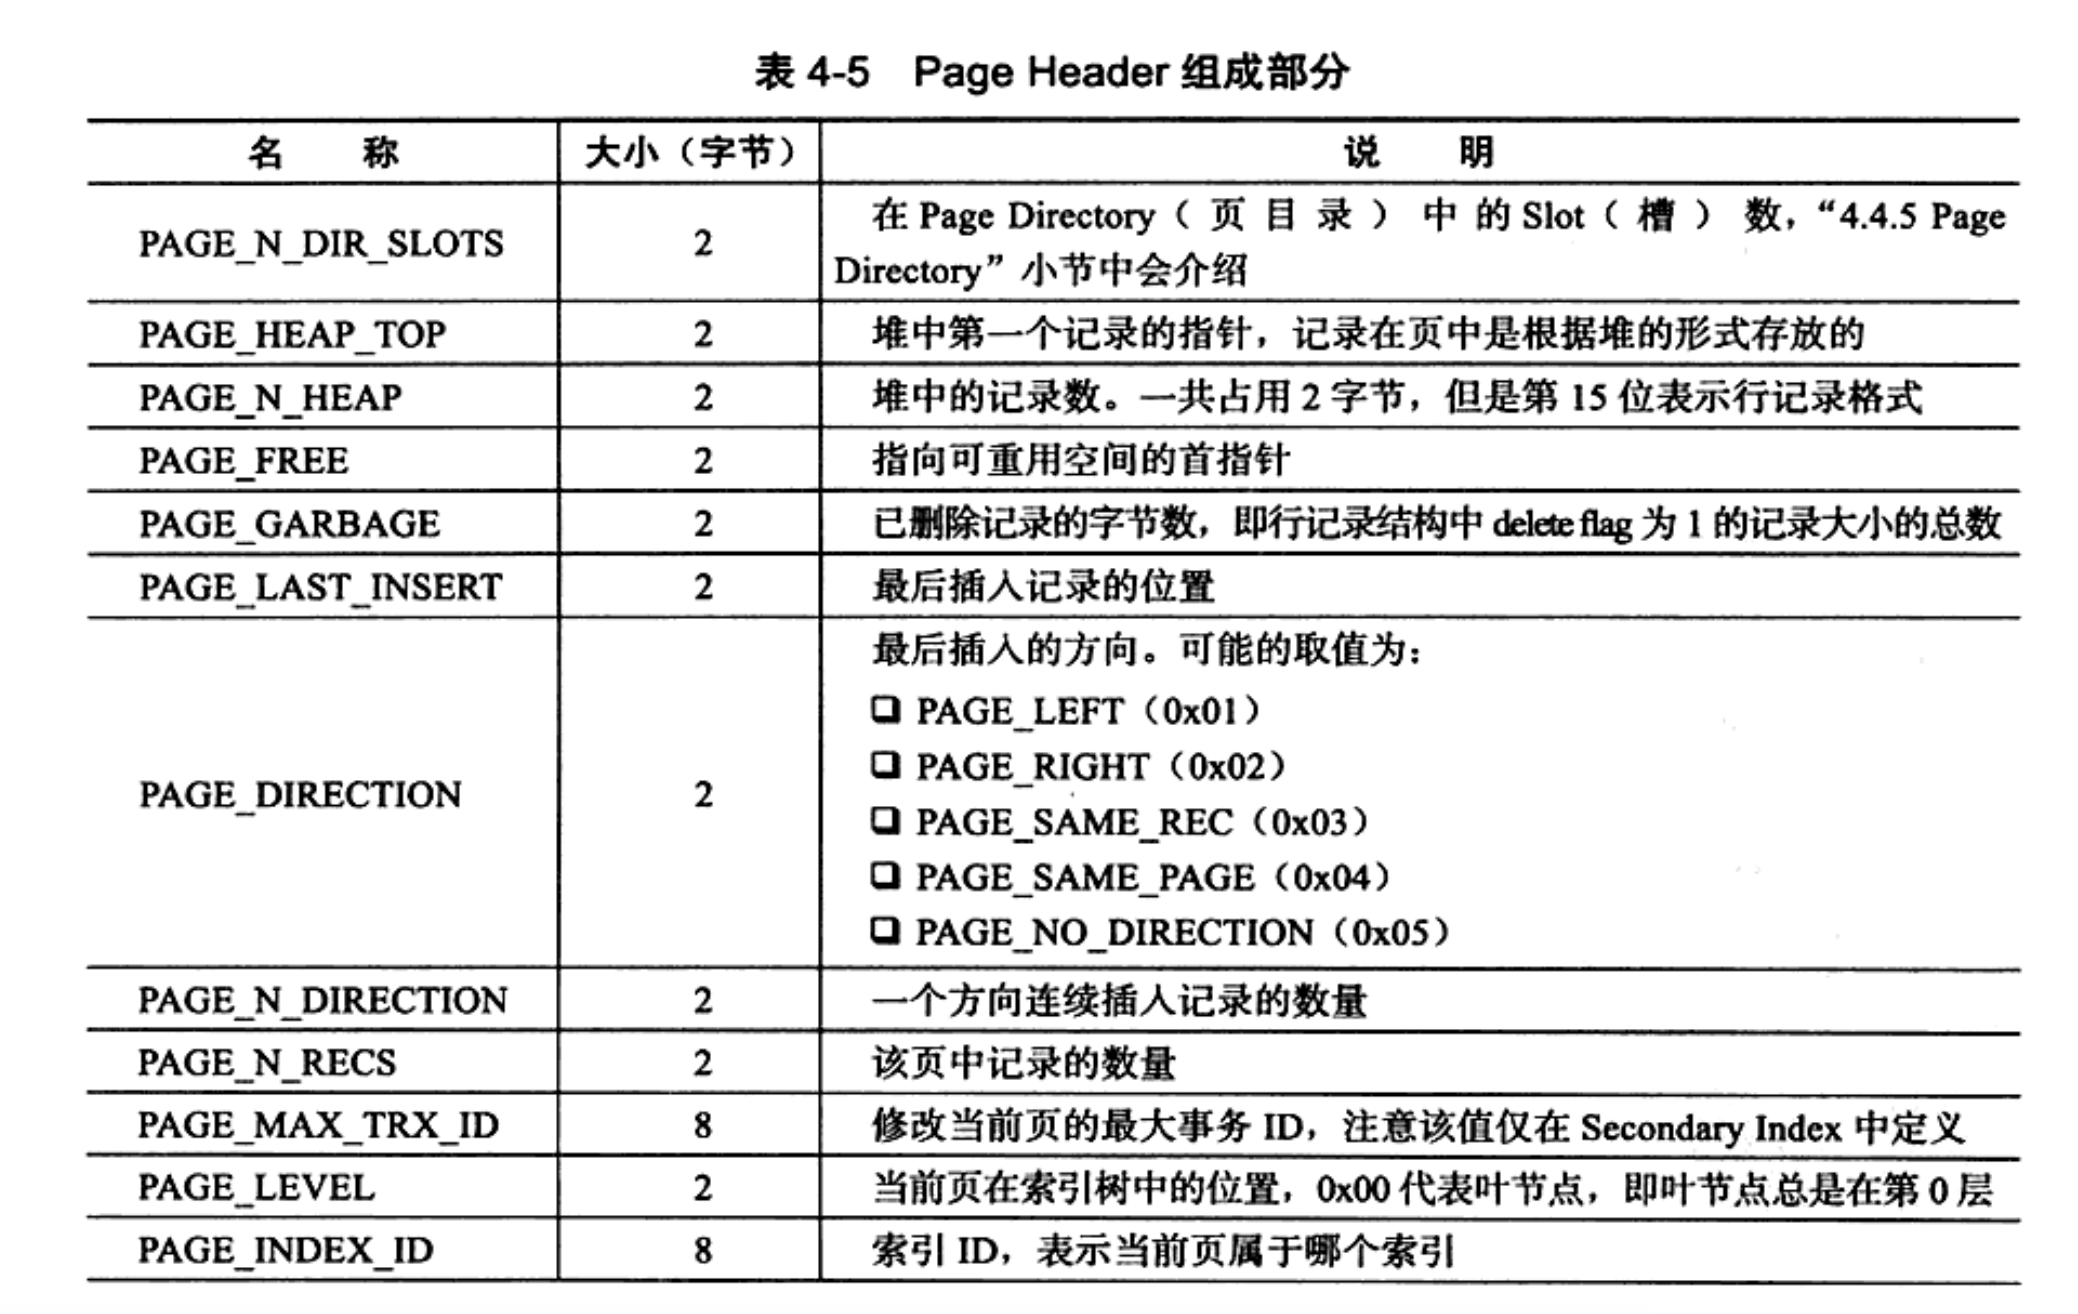 表 4-5 Page Header 组成部分
名 称 大小（字节） 说 明
PAGE_N_DIR_SLOTS 2 在 Page Directory（页目录）中的 Slot（槽）数，“4.4.5 Page
Directory”小节中会介绍
PAGE_HEAP_TOP 2 堆中第一个记录的指针，记录在页中是根据堆的形式存放的
PAGE_N_HEAP 2 堆中的记录数。一共占用 2 字节，但是第 15 位表示行记录格式
PAGE_FREE 2 指向可重用空间的首指针
PAGE_GARBAGE 2 已删除记录的字节数，即行记录结构中 delete flag 为 1 的记录大小的总数
PAGE_LAST_INSERT 2 最后插入记录的位置
PAGE_DIRECTION 2 最后插入的方向。可能的取值为：
❑ PAGE_LEFT（0x01）
❑ PAGE_RIGHT（0x02）
❑ PAGE_SAME_REC（0x03）
❑ PAGE_SAME_PAGE（0x04）
❑ PAGE_NO_DIRECTION（0x05）
PAGE_N_DIRECTION 2 一个方向连续插入记录的数量
PAGE_N_RECS 2 该页中记录的数量
PAGE_MAX_TRX_ID 8 修改当前页的最大事务 ID，注意该值仅在 Secondary Index 中定义
PAGE_LEVEL 2 当前页在索引树中的位置，0x00 代表叶节点，即叶节点总是在第 0 层
PAGE_INDEX_ID 8 索引 ID，表示当前页属于哪个索引